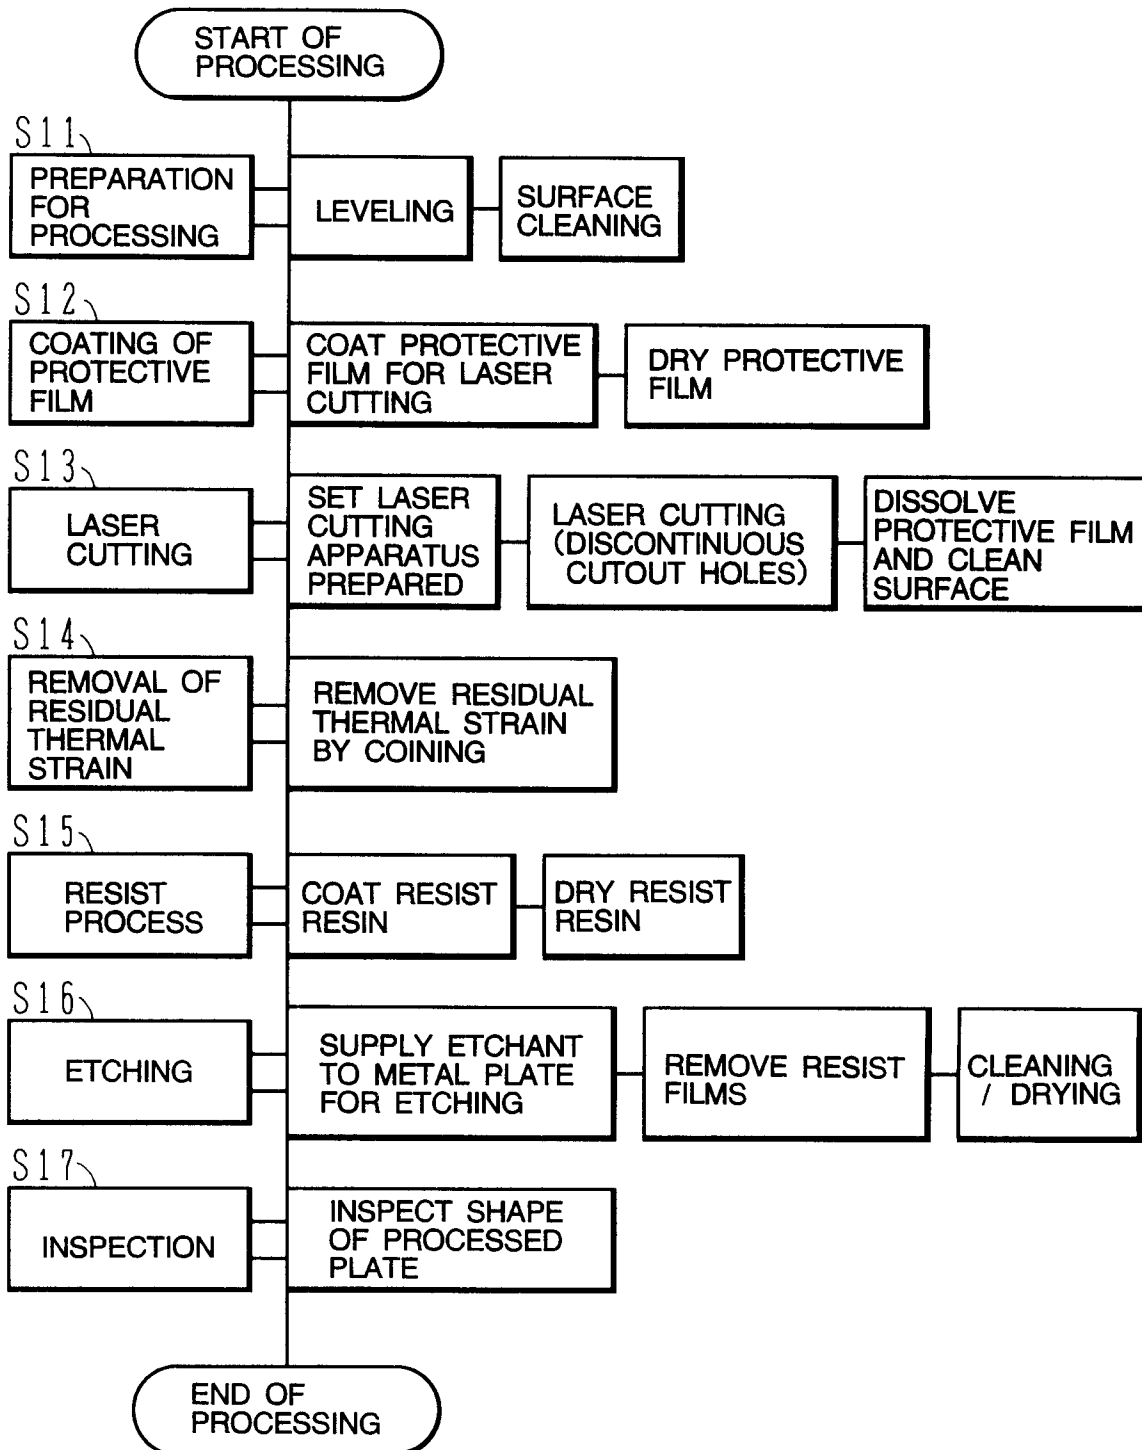 START OF
PROCESSING
S11
PREPARATION
FOR
PROCESSING
LEVELING
SURFACE
CLEANING
S12
COATING OF
PROTECTIVE
FILM
COAT PROTECTIVE
FILM FOR LASER
CUTTING
DRY PROTECTIVE
FILM
S13
LASER
CUTTING
SET LASER
CUTTING
APPARATUS
PREPARED
LASER CUTTING
(DISCONTINUOUS
CUTOUT HOLES)
DISSOLVE
PROTECTIVE FILM
AND CLEAN
SURFACE
S14
REMOVAL OF
RESIDUAL
THERMAL
STRAIN
REMOVE RESIDUAL
THERMAL STRAIN
BY COINING
S15
RESIST
PROCESS
COAT RESIST
RESIN
DRY RESIST
RESIN
S16
ETCHING
SUPPLY ETCHANT
TO METAL PLATE
FOR ETCHING
REMOVE RESIST
FILMS
CLEANING
/ DRYING
S17
INSPECTION
INSPECT SHAPE
OF PROCESSED
PLATE
END OF
PROCESSING